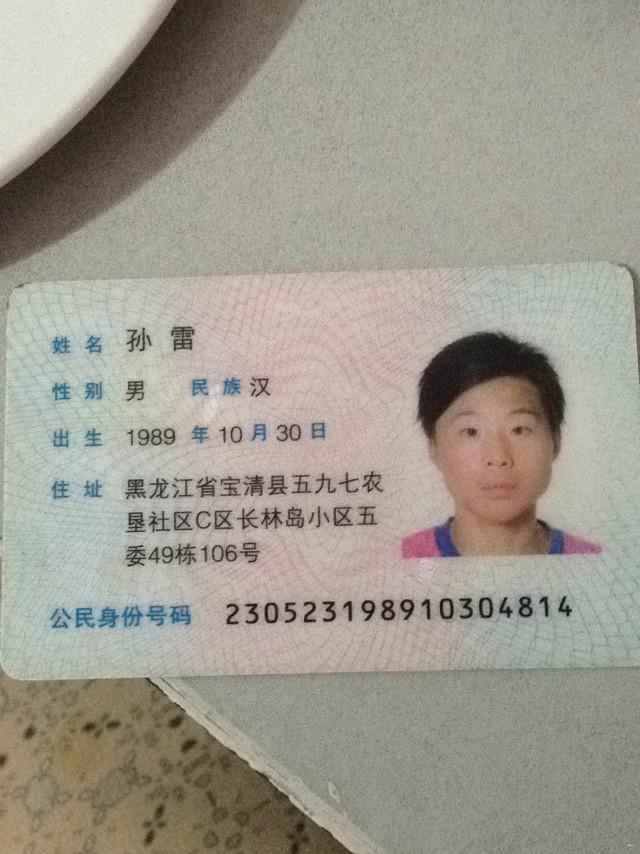 姓名 孙雷
性别 男 民族 汉
出生 1989 年 10 月 30 日
住址 黑龙江省宝清县五九七农
垦社区C区长林岛小区五
委49栋106号
公民身份号码 230523198910304814